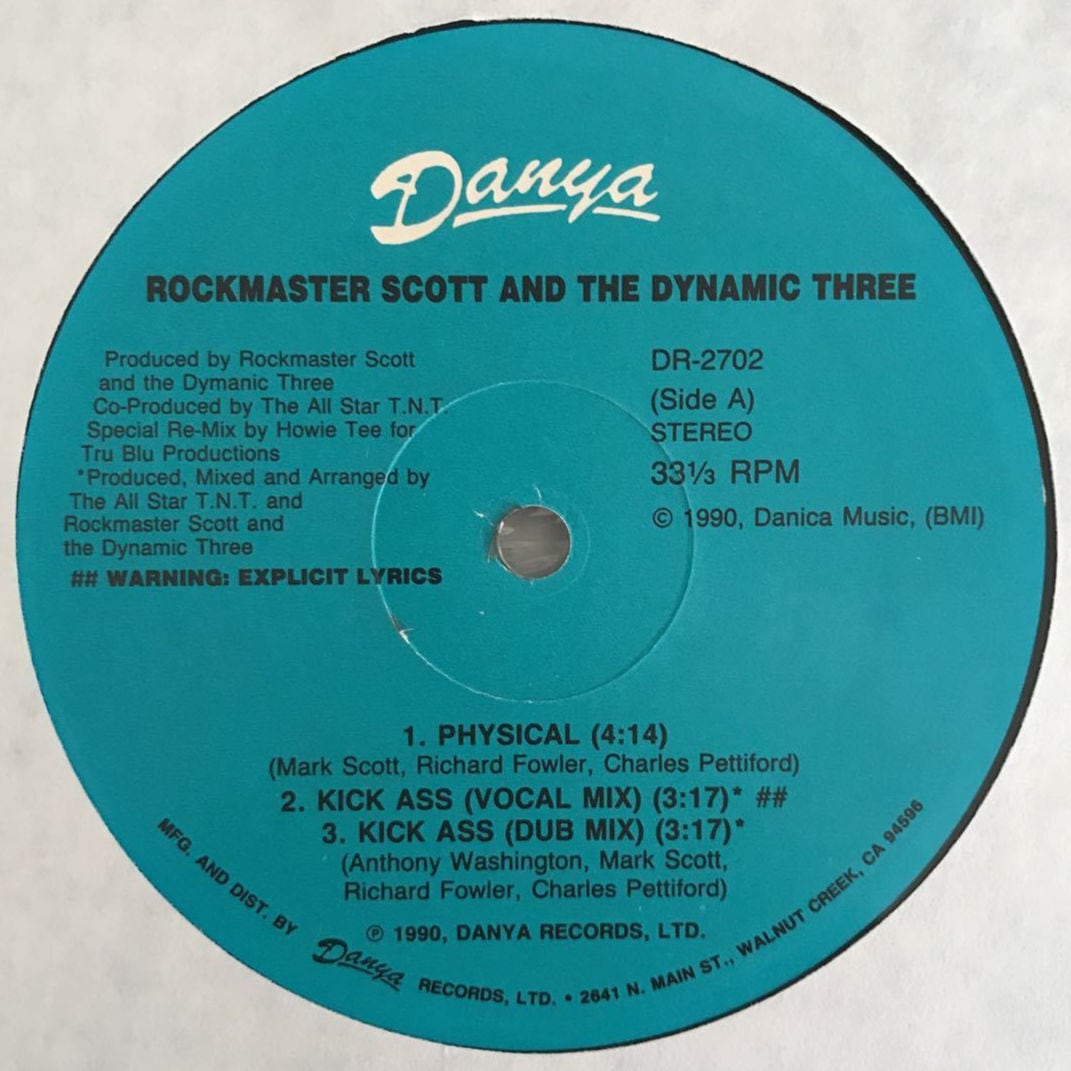 Danya
ROCKMASTER SCOTT AND THE DYNAMIC THREE
Produced by Rockmaster Scott
and the Dymanic Three
Co-Produced by The All Star T.N.T.
Special Re-Mix by Howie Tee for
Tru Blu Productions
*Produced, Mixed and Arranged by
The All Star T.N.T. and
Rockmaster Scott and
the Dynamic Three
## WARNING: EXPLICIT LYRICS
DR-2702
(Side A)
STEREO
33⅓ RPM
© 1990, Danica Music, (BMI)
1. PHYSICAL (4:14)
(Mark Scott, Richard Fowler, Charles Pettiford)
2. KICK ASS (VOCAL MIX) (3:17)* ##
3. KICK ASS (DUB MIX) (3:17)*
(Anthony Washington, Mark Scott,
Richard Fowler, Charles Pettiford)
℗ 1990, DANYA RECORDS, LTD.
MFG. AND DIST. BY Danya RECORDS, LTD. • 2641 N. MAIN ST., WALNUT CREEK, CA 94596